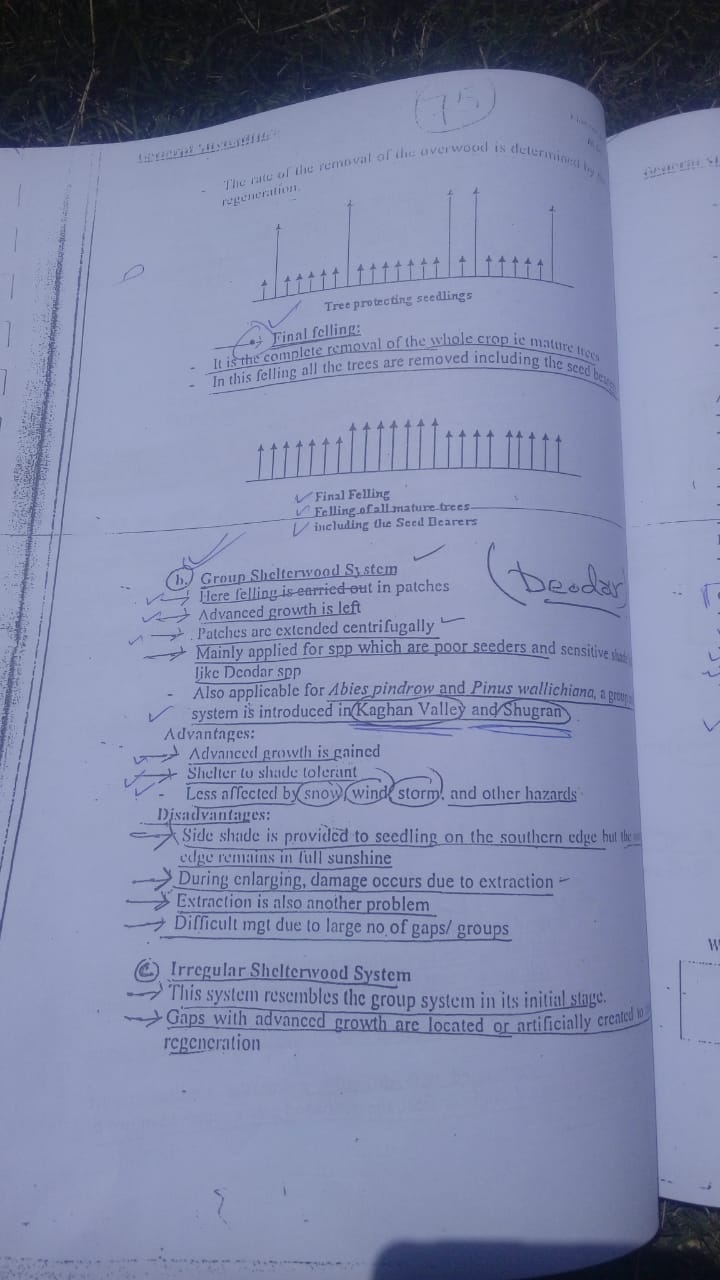 75
General Silviculture
The rate of the removal of the overwood is determined by
regeneration.
Tree protecting seedlings
Final felling:
- It is the complete removal of the whole crop ie mature trees
- In this felling all the trees are removed including the seed
Final Felling
Felling of all mature trees
including the Seed Bearers
b. Group Shelterwood System
(Deodar)
Here felling is carried out in patches
Advanced growth is left
Patches are extended centrifugally
Mainly applied for spp which are poor seeders and sensitive
like Deodar spp
- Also applicable for Abies pindrow and Pinus wallichiana, a group
system is introduced in Kaghan Valley and Shugran
Advantages:
Advanced growth is gained
Shelter to shade tolerant
- Less affected by snow, wind, storm, and other hazards
Disadvantages:
Side shade is provided to seedling on the southern edge but the
edge remains in full sunshine
During enlarging, damage occurs due to extraction
Extraction is also another problem
Difficult mgt due to large no of gaps/ groups
C Irregular Shelterwood System
This system resembles the group system in its initial stage.
Gaps with advanced growth are located or artificially created to
regeneration